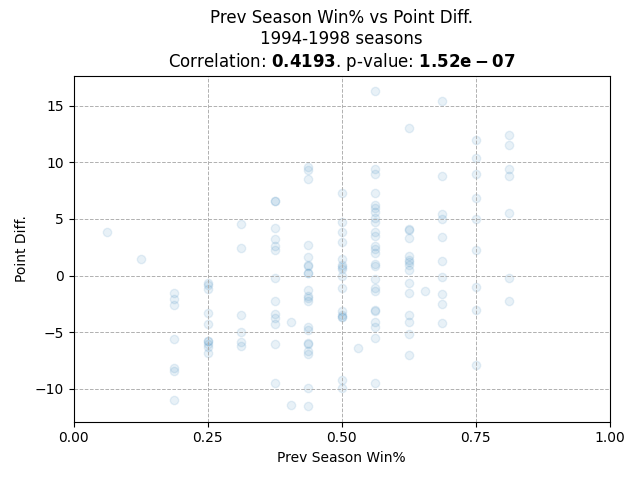 Prev Season Win% vs Point Diff.
1994-1998 seasons
Correlation: 0.4193. p-value: 1.52e − 07
15
10
5
0
−5
−10
Point Diff.
0.00 0.25 0.50 0.75 1.00
Prev Season Win%